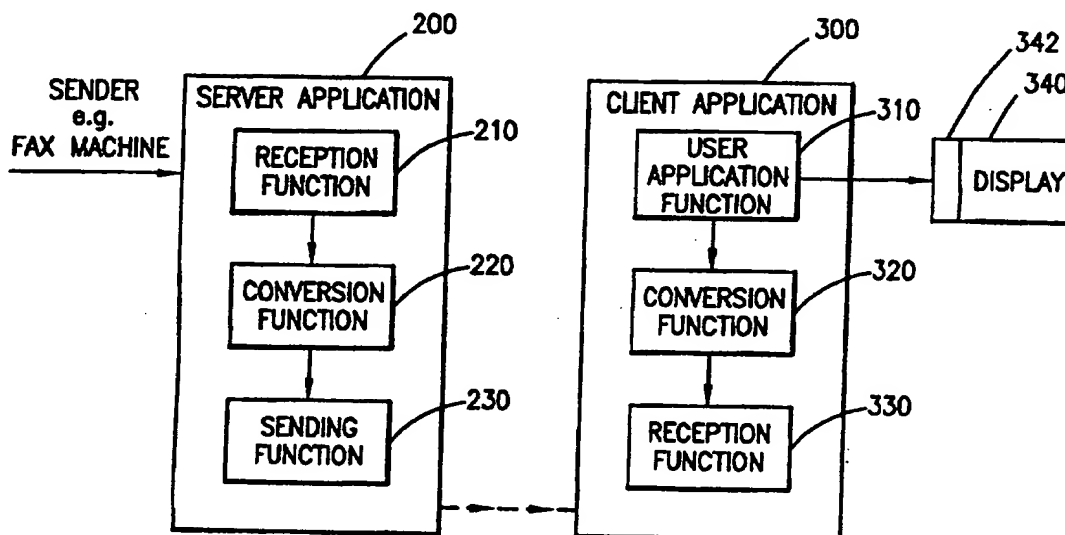 200
300
342
340
SENDER
e.g.
FAX MACHINE
SERVER APPLICATION
210
RECEPTION
FUNCTION
220
CONVERSION
FUNCTION
230
SENDING
FUNCTION
CLIENT APPLICATION
310
USER
APPLICATION
FUNCTION
DISPLAY
320
CONVERSION
FUNCTION
330
RECEPTION
FUNCTION